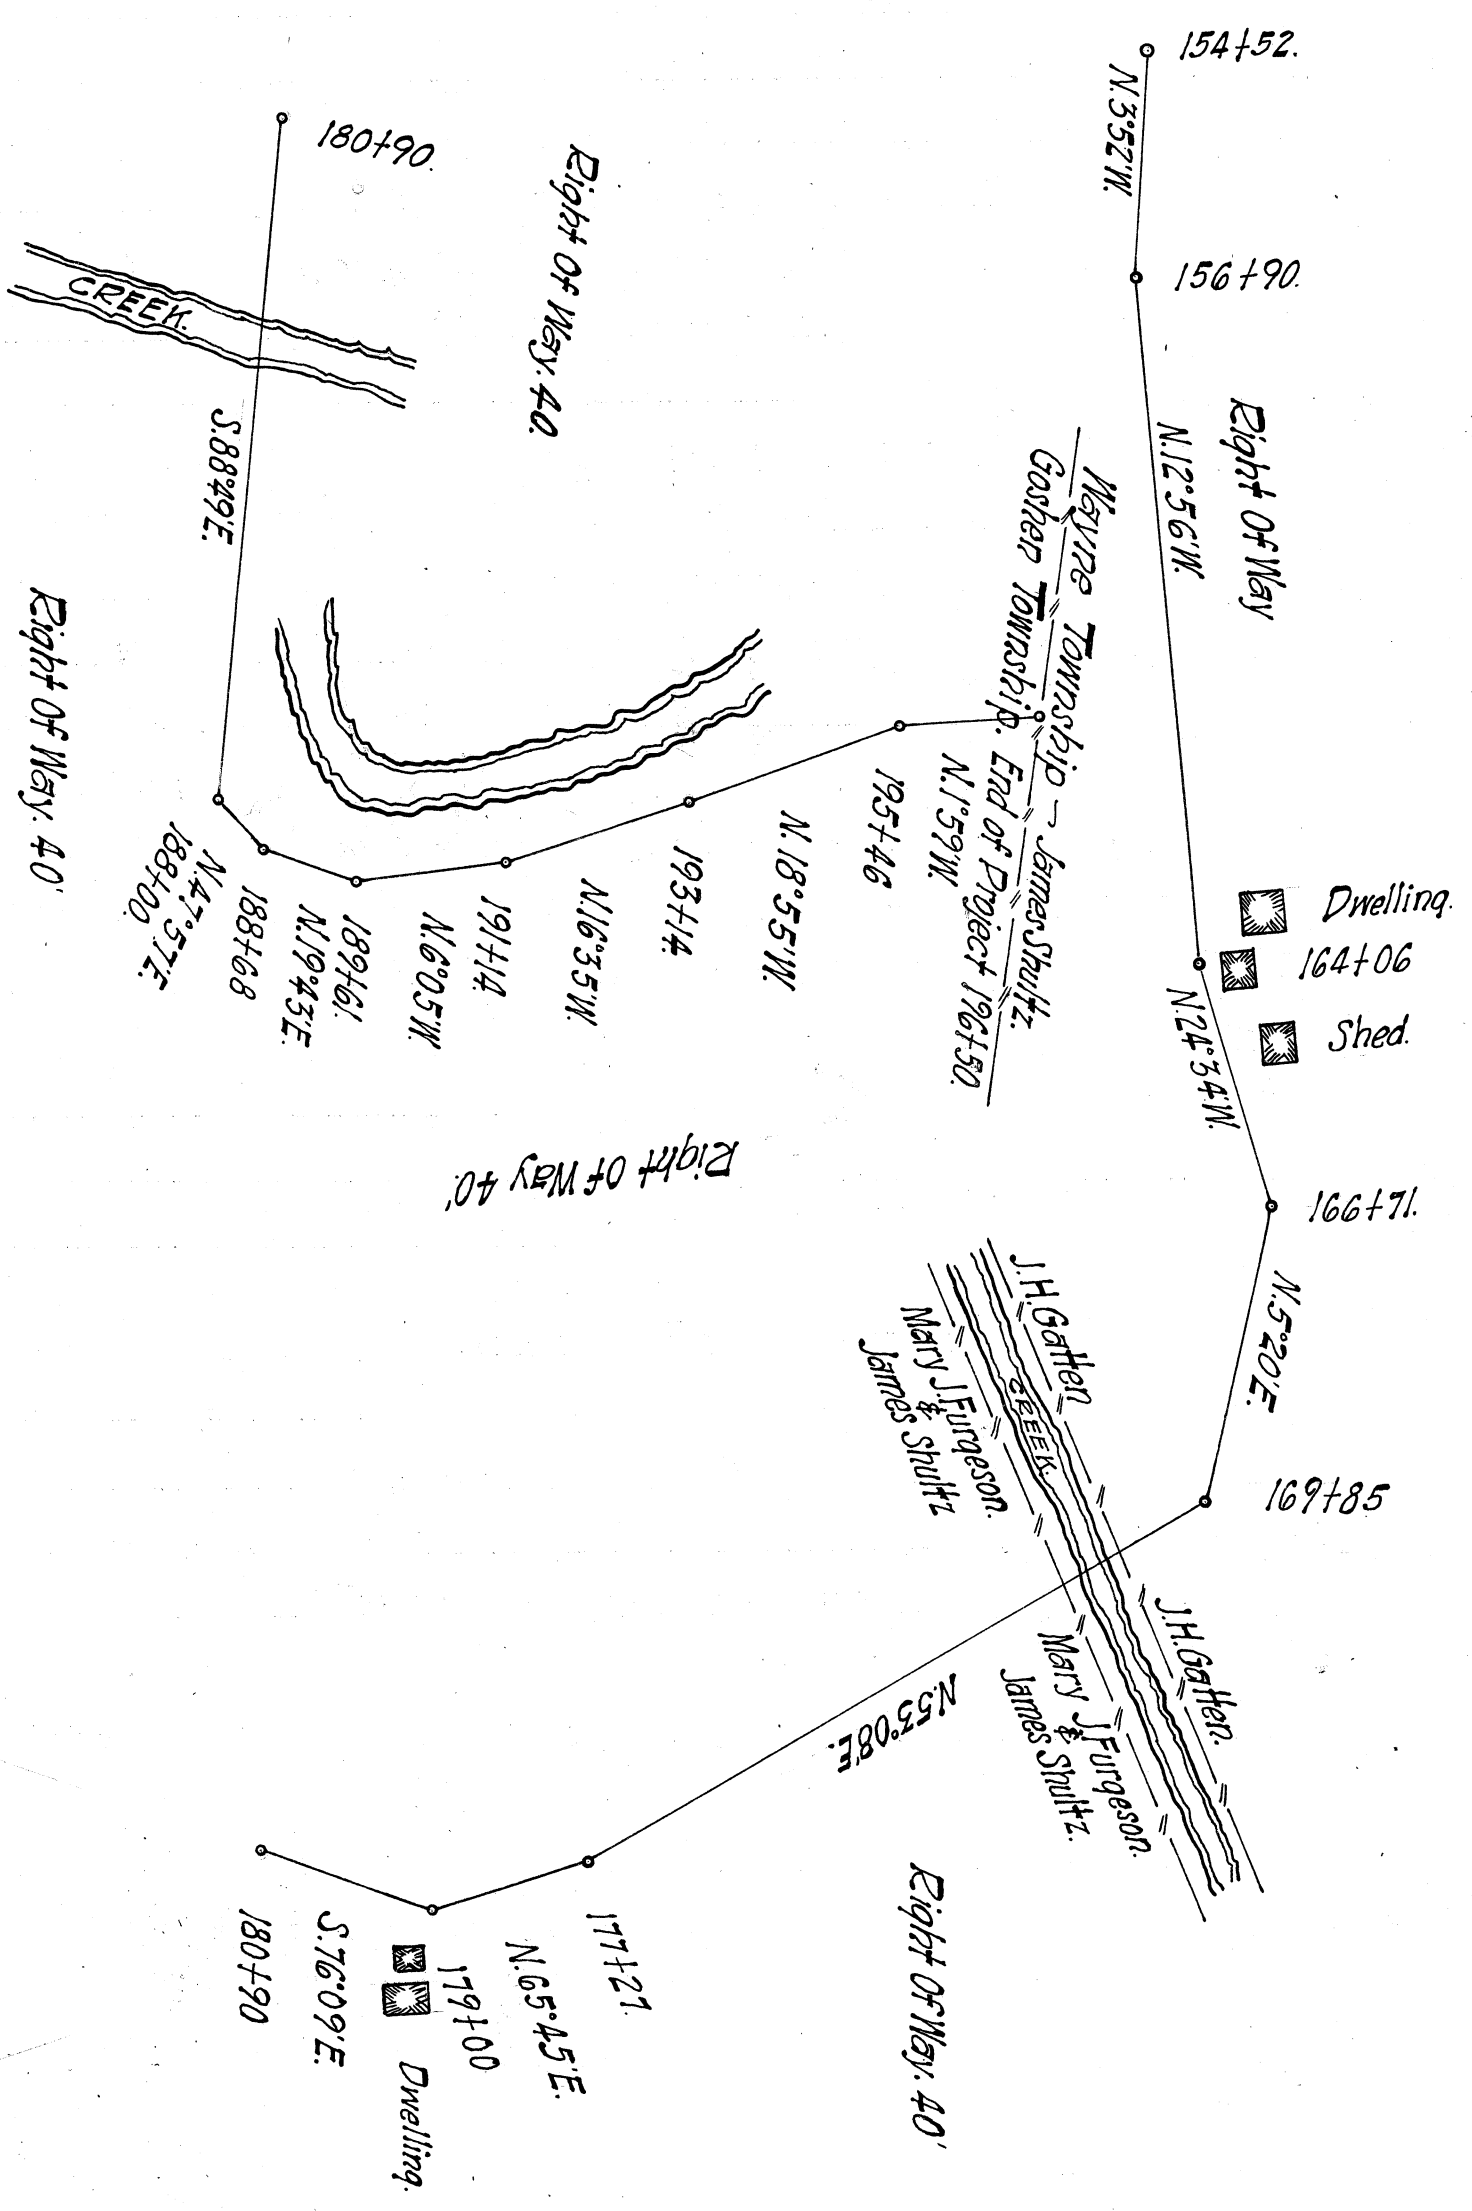 154+52.
N.3°52'W.
156+90.
Right Of Way
N.12°56'W.
Dwelling.
164+06
Shed.
N.24°34'W.
166+71.
N.5°20'E.
169+85
J.H.Gatten
CREEK.
Mary J.Furgeson.
&
James Shultz
J.H.Gatten.
Mary J.Furgeson.
&
James Shultz.
N.53°08'E.
Right Of Way. 40'
177+27.
N.65°45'E.
179+00
Dwelling.
S.76°09'E.
180+90
Right Of Way 40'.
180+90.
Right Of Way. 40.
CREEK.
S.88°49'E.
Right Of Way. 40'
188+00.
N.47°57'E.
188+68
N.19°43'E.
189+61.
N.6°05'W.
191+14.
N.16°35'W.
193+14.
N.18°55'W.
195+46
N.1°59'W.
End of Project 196+50.
Wayne Township - James Shultz.
Goshen Township.